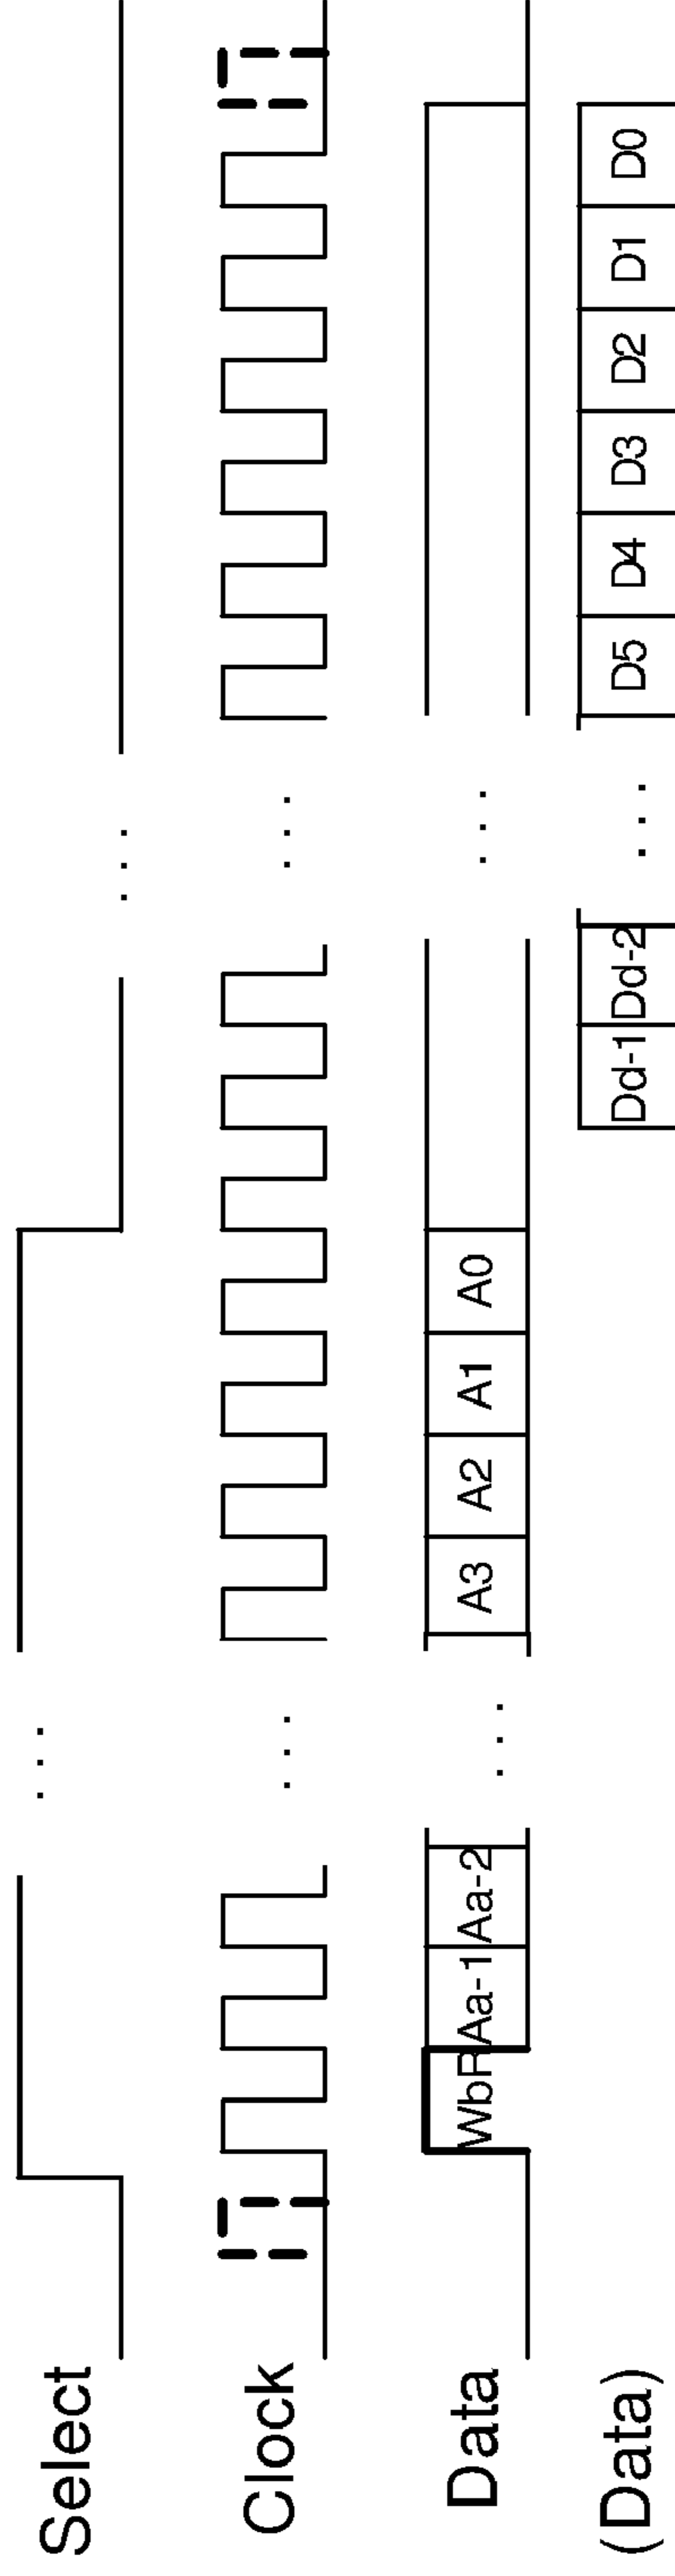 Select ... ...
Clock ... ...
Data WbR Aa-1 Aa-2 ... A3 A2 A1 A0 ...
(Data) Dd-1 Dd-2 ... D5 D4 D3 D2 D1 D0